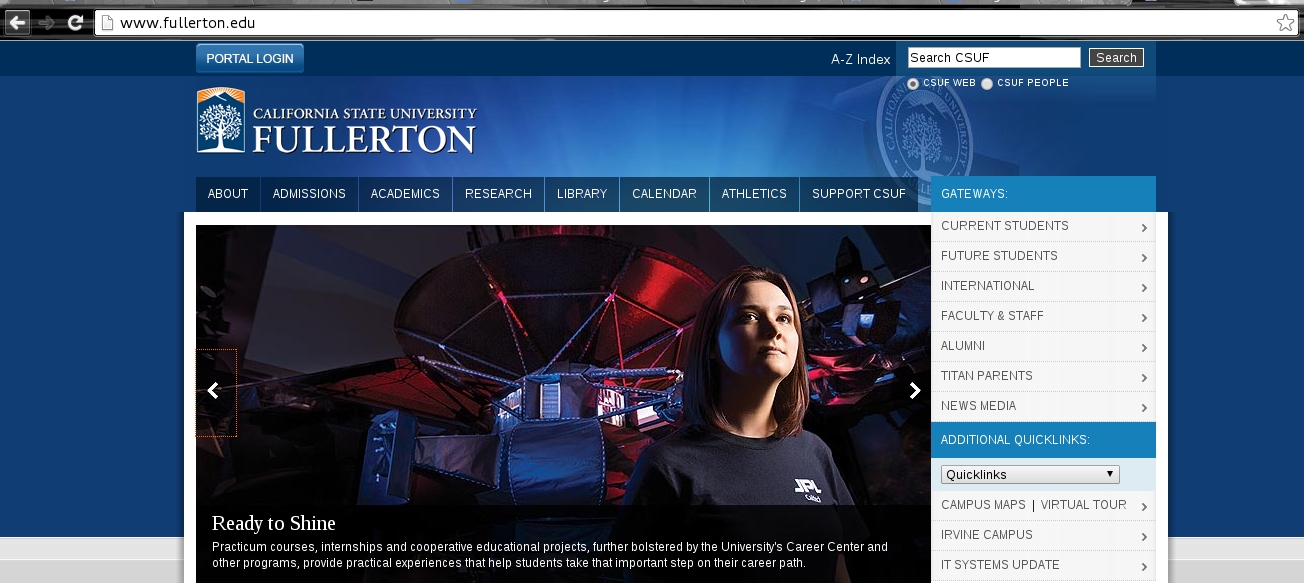 www.fullerton.edu
PORTAL LOGIN
A-Z Index
Search CSUF
Search
CSUF WEB
CSUF PEOPLE
CALIFORNIA STATE UNIVERSITY
FULLERTON
ABOUT
ADMISSIONS
ACADEMICS
RESEARCH
LIBRARY
CALENDAR
ATHLETICS
SUPPORT CSUF
GATEWAYS:
CURRENT STUDENTS
FUTURE STUDENTS
INTERNATIONAL
FACULTY & STAFF
ALUMNI
TITAN PARENTS
NEWS MEDIA
ADDITIONAL QUICKLINKS:
Quicklinks
CAMPUS MAPS | VIRTUAL TOUR
IRVINE CAMPUS
IT SYSTEMS UPDATE
JPL
Ready to Shine
Practicum courses, internships and cooperative educational projects, further bolstered by the University's Career Center and
other programs, provide practical experiences that help students take that important step on their career path.